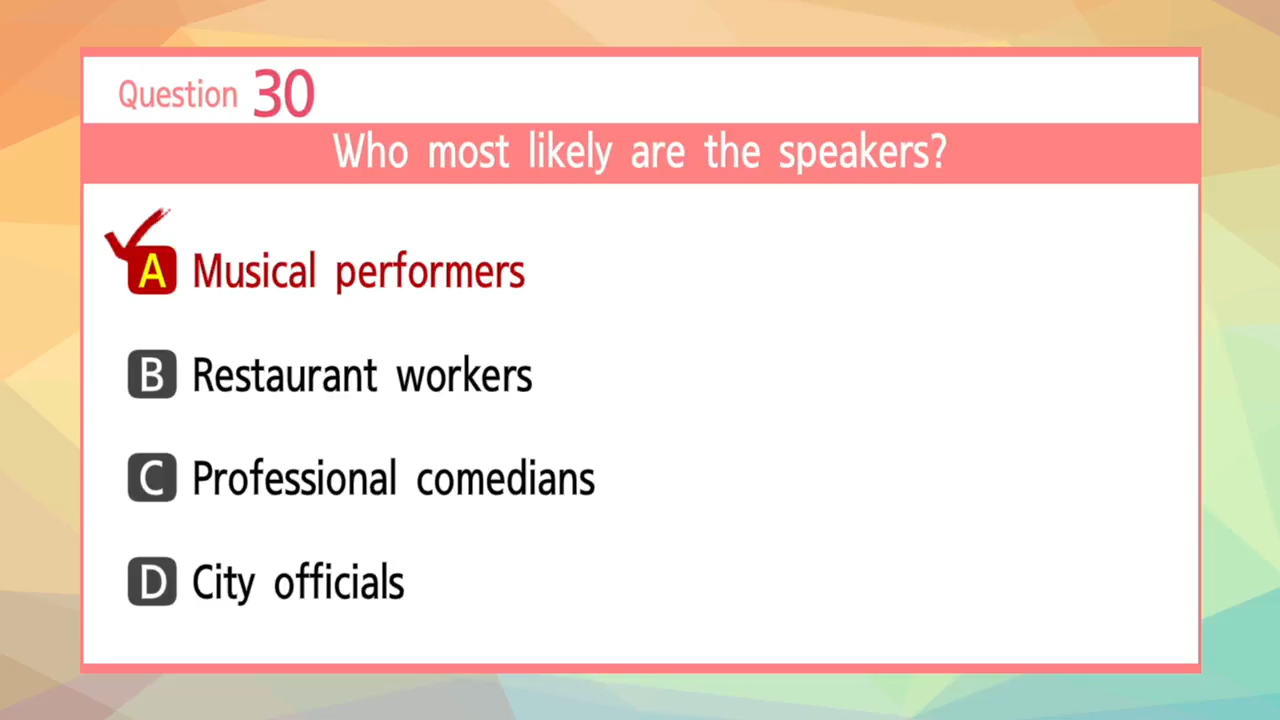 Question 30
Who most likely are the speakers?
A Musical performers
B Restaurant workers
C Professional comedians
D City officials